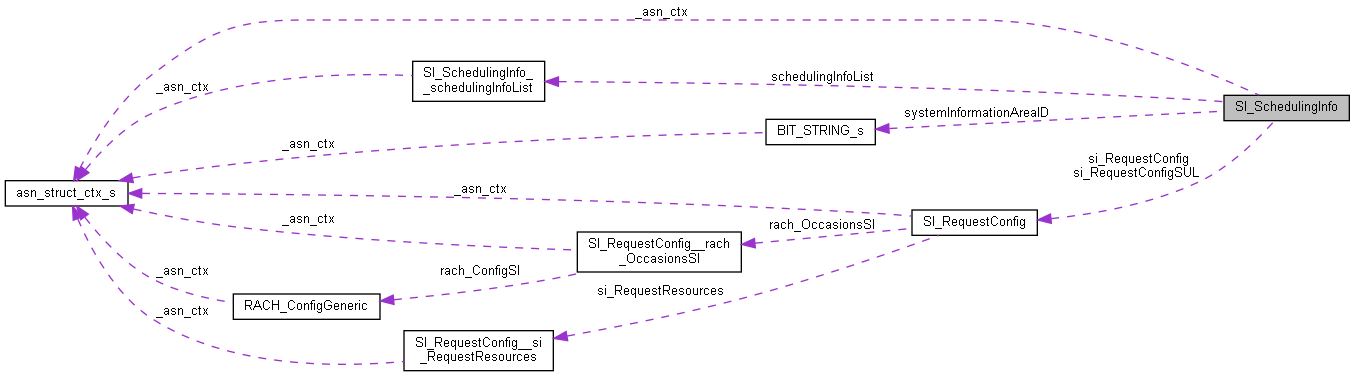 _asn_ctx
SI_SchedulingInfo_
_schedulingInfoList
_asn_ctx
schedulingInfoList
SI_SchedulingInfo
systemInformationAreaID
BIT_STRING_s
_asn_ctx
si_RequestConfig
si_RequestConfigSUL
asn_struct_ctx_s
_asn_ctx
_asn_ctx
rach_OccasionsSI
SI_RequestConfig
SI_RequestConfig__rach
_OccasionsSI
_asn_ctx
rach_ConfigSI
si_RequestResources
RACH_ConfigGeneric
_asn_ctx
SI_RequestConfig__si
_RequestResources